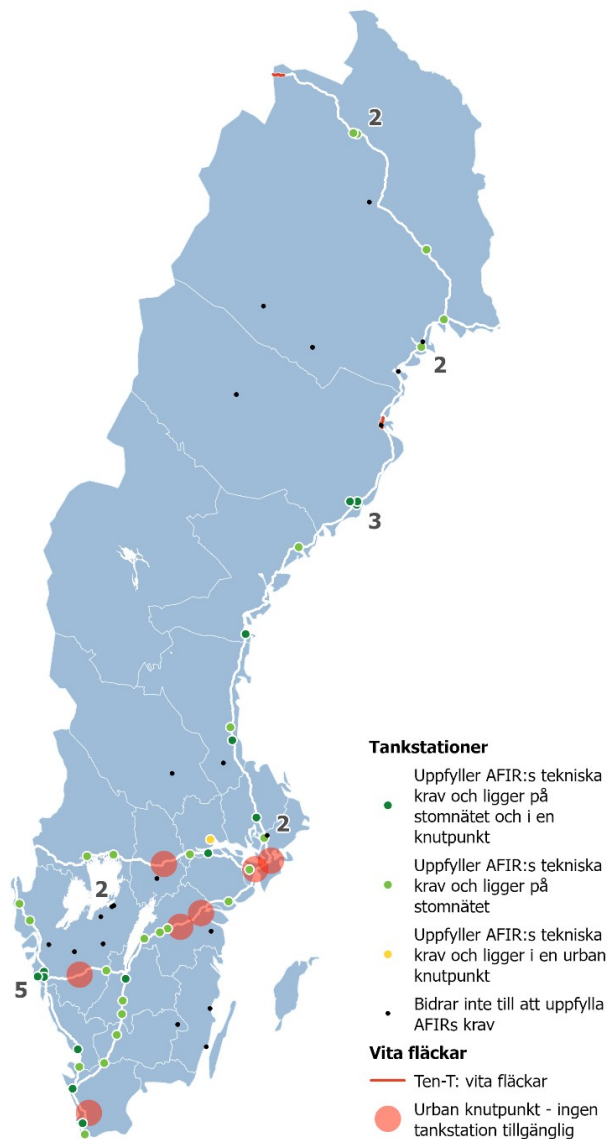 2
2
3
2
2
5
Tankstationer
Uppfyller AFIR:s tekniska
krav och ligger på
stomnätet och i en
knutpunkt
Uppfyller AFIR:s tekniska
krav och ligger på
stomnätet
Uppfyller AFIR:s tekniska
krav och ligger i en urban
knutpunkt
Bidrar inte till att uppfylla
AFIRs krav
Vita fläckar
Ten-T: vita fläckar
Urban knutpunkt - ingen
tankstation tillgänglig